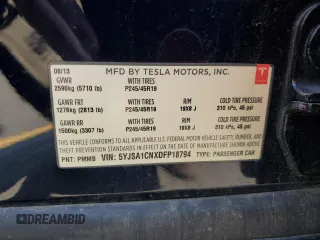 08/13
MFD BY TESLA MOTORS, INC.
GVWR WITH TIRES
2590kg (5710 lb) P245/45R19
GAWR FRT WITH TIRES RIM COLD TIRE PRESSURE
1276kg (2813 lb) P245/45R19 19X8 J 310 kPa, 45 psi
GAWR RR WITH TIRES RIM COLD TIRE PRESSURE
1500kg (3307 lb) P245/45R19 19X8 J 310 kPa, 45 psi
THIS VEHICLE CONFORMS TO ALL APPLICABLE U.S. FEDERAL MOTOR VEHICLE SAFETY, BUMPER, AND THEFT PREVENTION STANDARDS IN EFFECT ON THE DATE OF MANUFACTURE SHOWN ABOVE.
PNT: PMMB VIN: 5YJSA1CNXDFP18794 TYPE: PASSENGER CAR
TESLA
DREAMBID